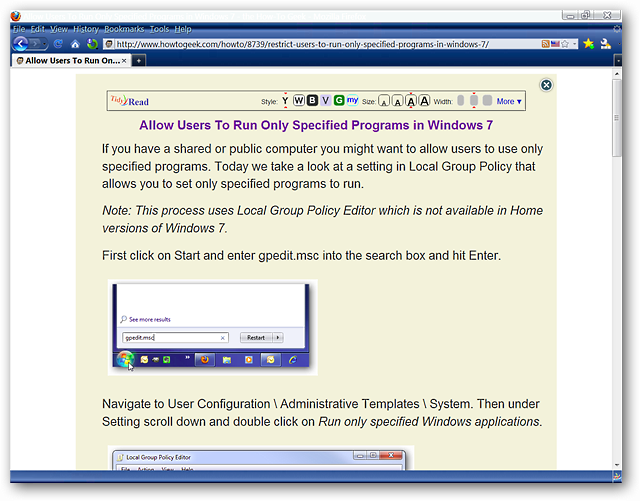 File Edit View History Bookmarks Tools Help
http://www.howtogeek.com/howto/8739/restrict-users-to-run-only-specified-programs-in-windows-7/
Allow Users To Run On...
TidyRead Style: Y W B V G my Size: A A A A Width: More ▾
Allow Users To Run Only Specified Programs in Windows 7
If you have a shared or public computer you might want to allow users to use only
specified programs. Today we take a look at a setting in Local Group Policy that
allows you to set only specified programs to run.
Note: This process uses Local Group Policy Editor which is not available in Home
versions of Windows 7.
First click on Start and enter gpedit.msc into the search box and hit Enter.
See more results
gpedit.msc Restart
Navigate to User Configuration \ Administrative Templates \ System. Then under
Setting scroll down and double click on Run only specified Windows applications.
Local Group Policy Editor
File Action View Help